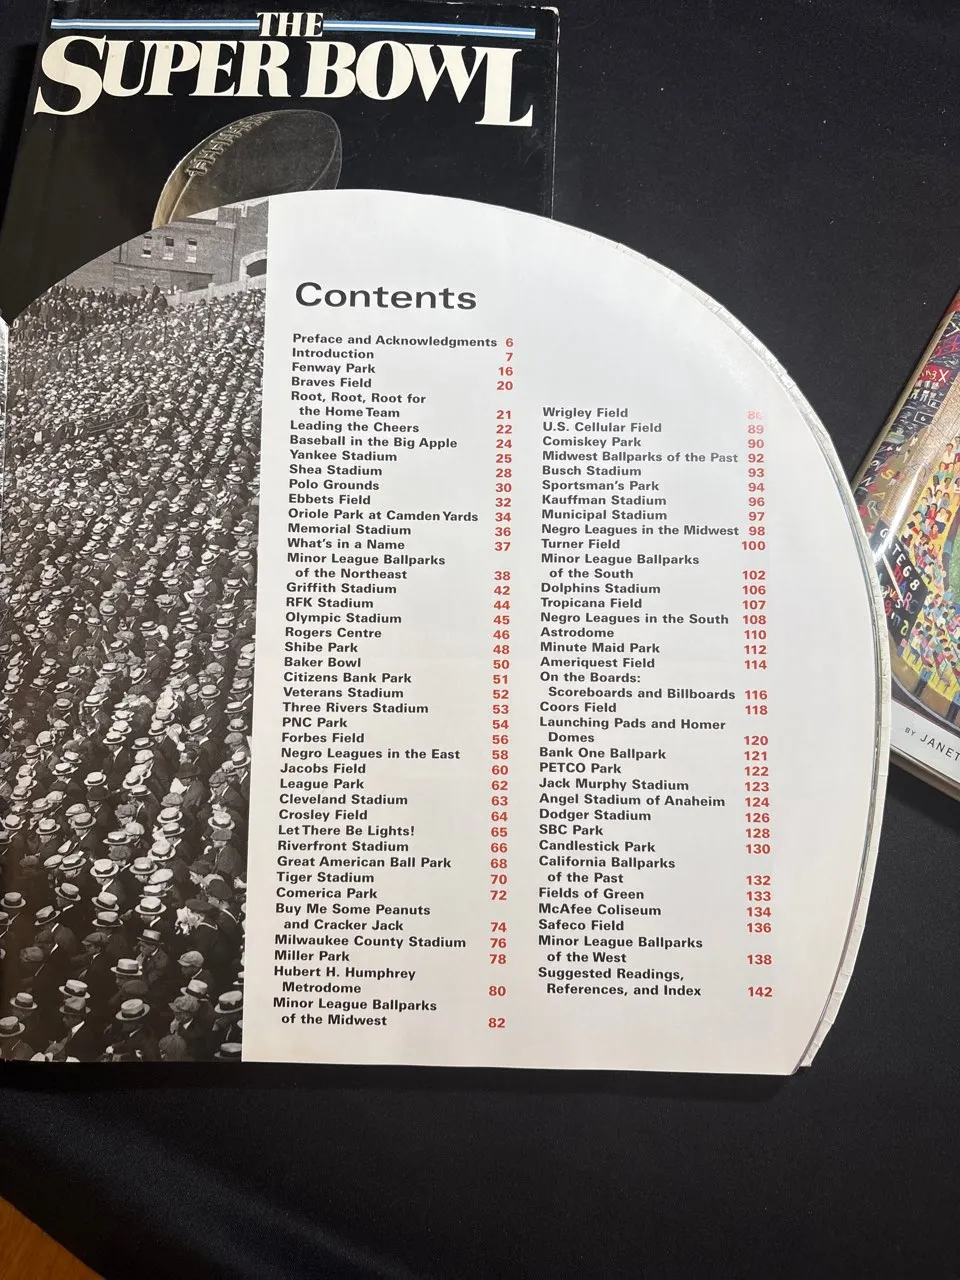 THE
SUPER BOWL
Contents
Preface and Acknowledgments 6
Introduction 7
Fenway Park 16
Braves Field 20
Root, Root, Root for
the Home Team 21
Leading the Cheers 22
Baseball in the Big Apple 24
Yankee Stadium 25
Shea Stadium 28
Polo Grounds 30
Ebbets Field 32
Oriole Park at Camden Yards 34
Memorial Stadium 36
What's in a Name 37
Minor League Ballparks
of the Northeast 38
Griffith Stadium 42
RFK Stadium 44
Olympic Stadium 45
Rogers Centre 46
Shibe Park 48
Baker Bowl 50
Citizens Bank Park 51
Veterans Stadium 52
Three Rivers Stadium 53
PNC Park 54
Forbes Field 56
Negro Leagues in the East 58
Jacobs Field 60
League Park 62
Cleveland Stadium 63
Crosley Field 64
Let There Be Lights! 65
Riverfront Stadium 66
Great American Ball Park 68
Tiger Stadium 70
Comerica Park 72
Buy Me Some Peanuts
and Cracker Jack 74
Milwaukee County Stadium 76
Miller Park 78
Hubert H. Humphrey
Metrodome 80
Minor League Ballparks
of the Midwest 82
Wrigley Field 86
U.S. Cellular Field 89
Comiskey Park 90
Midwest Ballparks of the Past 92
Busch Stadium 93
Sportsman's Park 94
Kauffman Stadium 96
Municipal Stadium 97
Negro Leagues in the Midwest 98
Turner Field 100
Minor League Ballparks
of the South 102
Dolphins Stadium 106
Tropicana Field 107
Negro Leagues in the South 108
Astrodome 110
Minute Maid Park 112
Ameriquest Field 114
On the Boards:
Scoreboards and Billboards 116
Coors Field 118
Launching Pads and Homer
Domes 120
Bank One Ballpark 121
PETCO Park 122
Jack Murphy Stadium 123
Angel Stadium of Anaheim 124
Dodger Stadium 126
SBC Park 128
Candlestick Park 130
California Ballparks
of the Past 132
Fields of Green 133
McAfee Coliseum 134
Safeco Field 136
Minor League Ballparks
of the West 138
Suggested Readings,
References, and Index 142
GATE 68
BY JANET